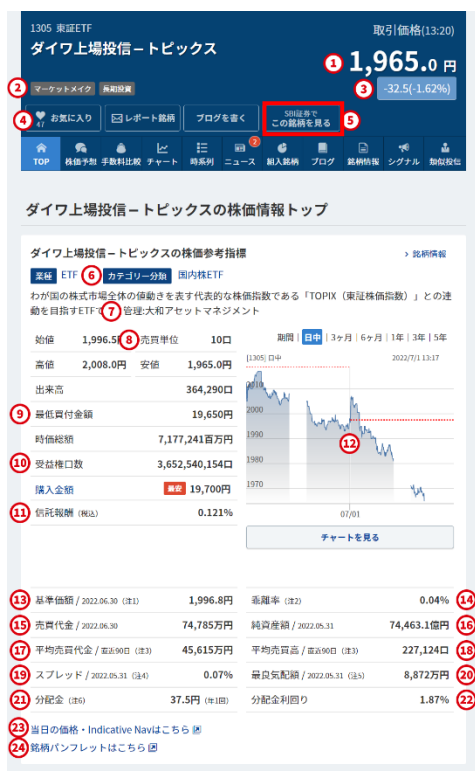 1305 東証ETF
取引価格(13:20)
ダイワ上場投信－トピックス
① 1,965.0 円
② マーケットメイク 長期投資
③ -32.5(-1.62%)
④ 47 お気に入り レポート銘柄 ブログを書く SBI証券で
この銘柄を見る ⑤
2
TOP 株価予想 手数料比較 チャート 時系列 ニュース 組入銘柄 ブログ 銘柄情報 シグナル 類似投信
ダイワ上場投信－トピックスの株価情報トップ
ダイワ上場投信－トピックスの株価参考指標
> 銘柄情報
業種 ETF ⑥ カテゴリー分類 国内株ETF
わが国の株式市場全体の値動きを表す代表的な株価指数である「TOPIX（東証株価指数）」との連
動を目指すETFで ⑦ 管理:大和アセットマネジメント
始値 1,996.5 ⑧ 売買単位 10口
高値 2,008.0円 安値 1,965.0円
出来高 364,290口
⑨ 最低買付金額 19,650円
時価総額 7,177,241百万円
⑩ 受益権口数 3,652,540,154口
購入金額 最安 19,700円
⑪ 信託報酬 (税込) 0.121%
期間 | 日中 | 3ヶ月 | 6ヶ月 | 1年 | 3年 | 5年
[1305] 日中 2022/7/1 13:17
2010
2000
1990
⑫
1980
1970
07/01
チャートを見る
⑬ 基準価額 / 2022.06.30 (注1) 1,996.8円
乖離率 (注2) 0.04% ⑭
⑮ 売買代金 / 2022.06.30 74,785万円
純資産額 / 2022.05.31 74,463.1億円 ⑯
⑰ 平均売買代金 / 直近90日 (注3) 45,615万円
平均売買高 / 直近90日 (注3) 227,124口 ⑱
⑲ スプレッド / 2022.05.31 (注4) 0.07%
最良気配額 / 2022.05.31 (注5) 8,872万円 ⑳
㉑ 分配金 (注6) 37.5円 (年1回)
分配金利回り 1.87% ㉒
㉓ 当日の価格・Indicative Navはこちら
㉔ 銘柄パンフレットはこちら